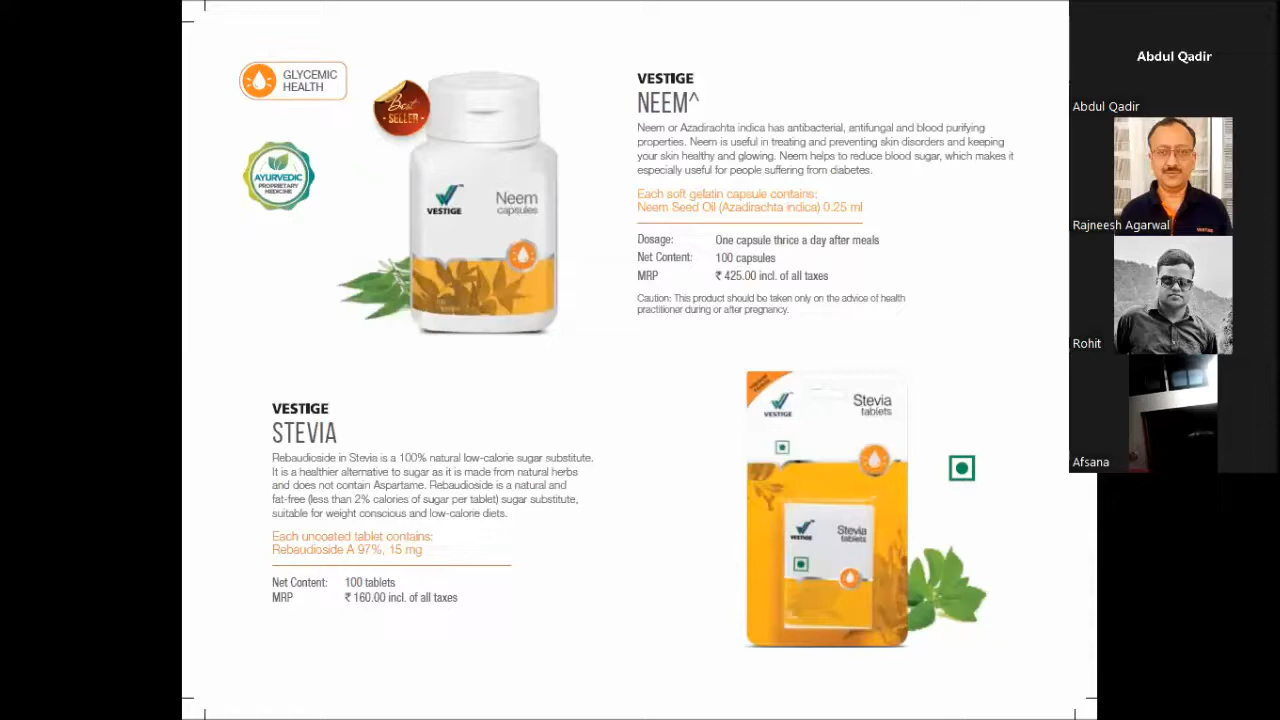 GLYCEMIC
HEALTH
Best
SELLER
AYURVEDIC
PROPRIETARY
MEDICINE
VESTIGE
Neem
capsules
VESTIGE
NEEM^
Neem or Azadirachta indica has antibacterial, antifungal and blood purifying
properties. Neem is useful in treating and preventing skin disorders and keeping
your skin healthy and glowing. Neem helps to reduce blood sugar, which makes it
especially useful for people suffering from diabetes.
Each soft gelatin capsule contains:
Neem Seed Oil (Azadirachta indica) 0.25 ml
Dosage: One capsule thrice a day after meals
Net Content: 100 capsules
MRP ₹ 425.00 incl. of all taxes
Caution: This product should be taken only on the advice of health
practitioner during or after pregnancy.
VESTIGE
STEVIA
Rebaudioside in Stevia is a 100% natural low-calorie sugar substitute.
It is a healthier alternative to sugar as it is made from natural herbs
and does not contain Aspartame. Rebaudioside is a natural and
fat-free (less than 2% calories of sugar per tablet) sugar substitute,
suitable for weight conscious and low-calorie diets.
Each uncoated tablet contains:
Rebaudioside A 97%, 15 mg
Net Content: 100 tablets
MRP ₹ 160.00 incl. of all taxes
VESTIGE
Stevia
tablets
VESTIGE
Stevia
tablets
Abdul Qadir
Abdul Qadir
Rajneesh Agarwal
VESTIGE
Rohit
Afsana